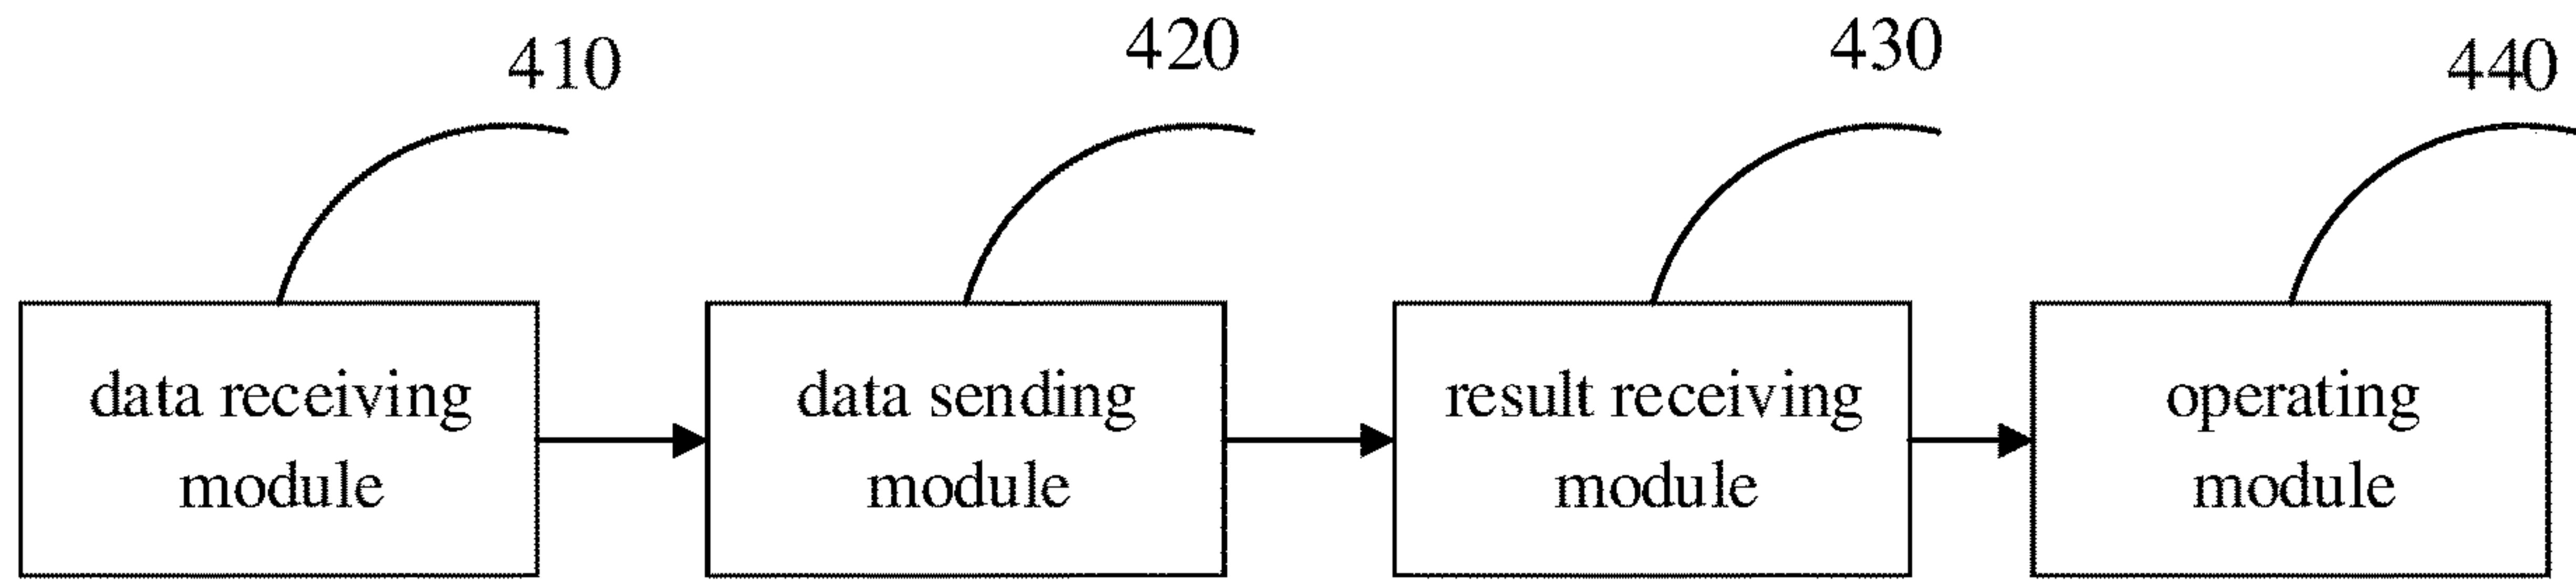 410
420
430
440
data receiving
module
data sending
module
result receiving
module
operating
module